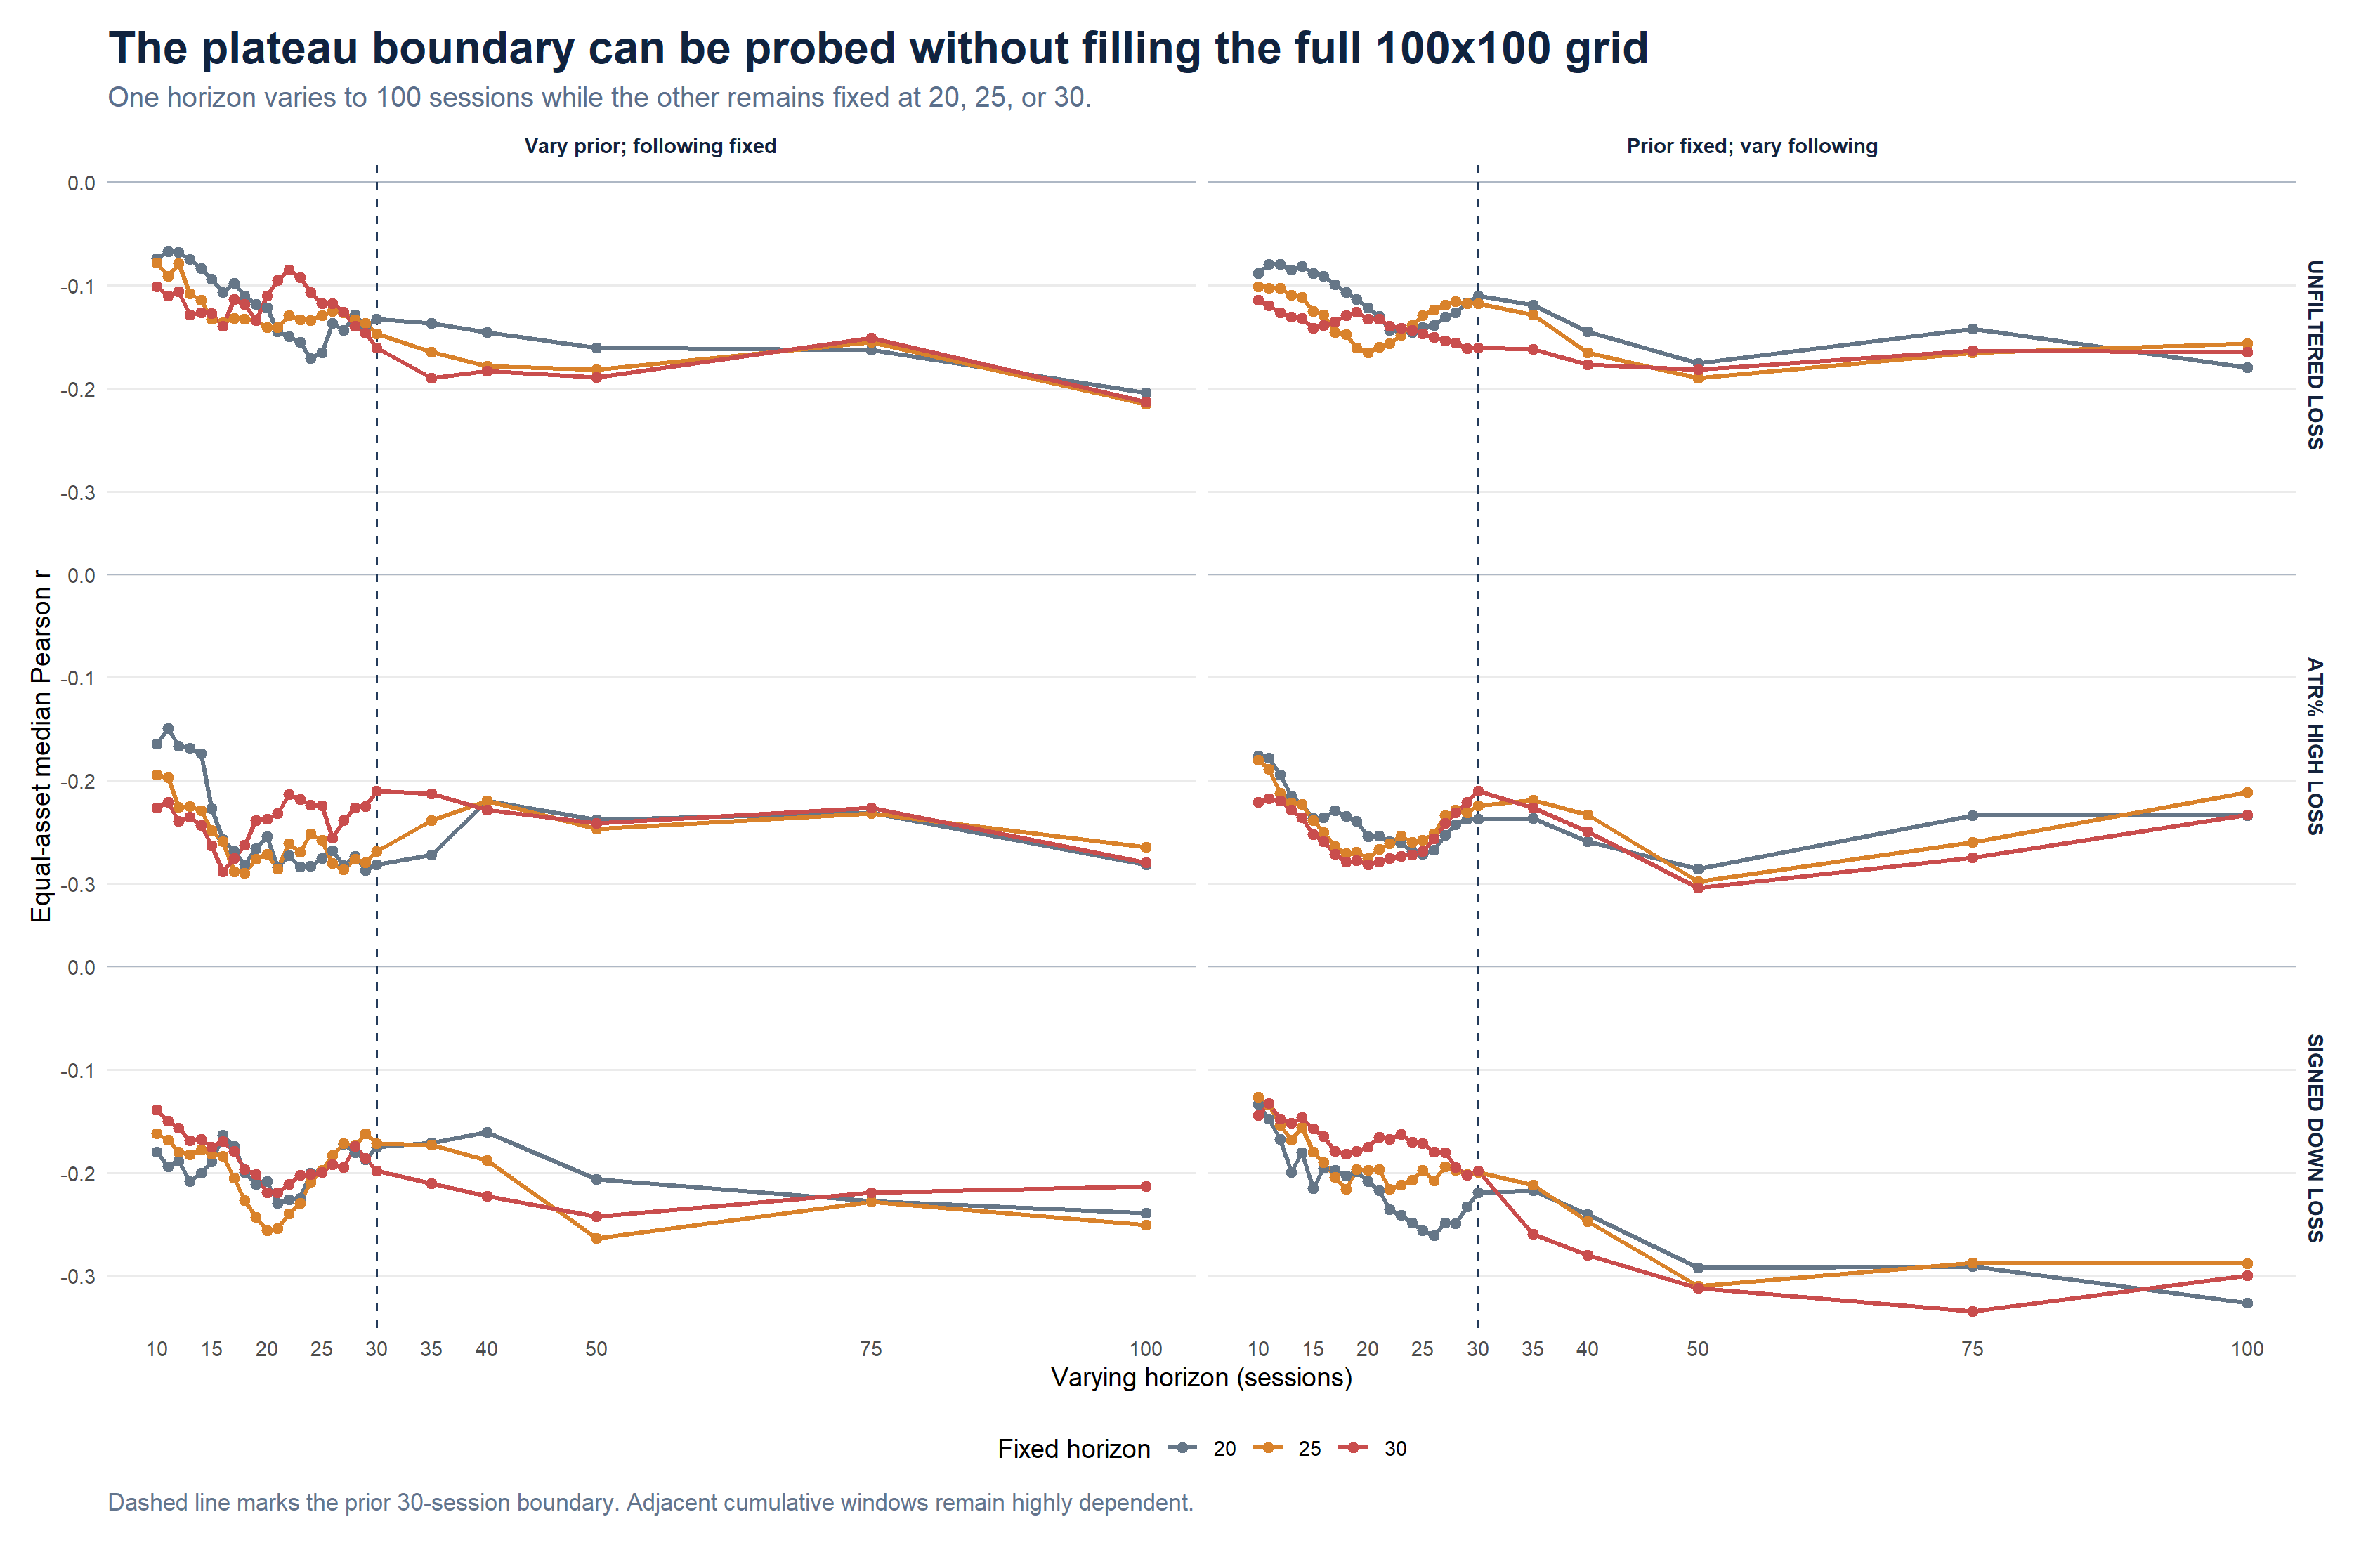 The plateau boundary can be probed without filling the full 100x100 grid
One horizon varies to 100 sessions while the other remains fixed at 20, 25, or 30.
Vary prior; following fixed
Prior fixed; vary following
0.0
-0.1
-0.2
-0.3
UNFILTERED LOSS
0.0
-0.1
-0.2
-0.3
ATR% HIGH LOSS
0.0
-0.1
-0.2
-0.3
SIGNED DOWN LOSS
Equal-asset median Pearson r
10 15 20 25 30 35 40 50 75 100
10 15 20 25 30 35 40 50 75 100
Varying horizon (sessions)
Fixed horizon 20 25 30
Dashed line marks the prior 30-session boundary. Adjacent cumulative windows remain highly dependent.